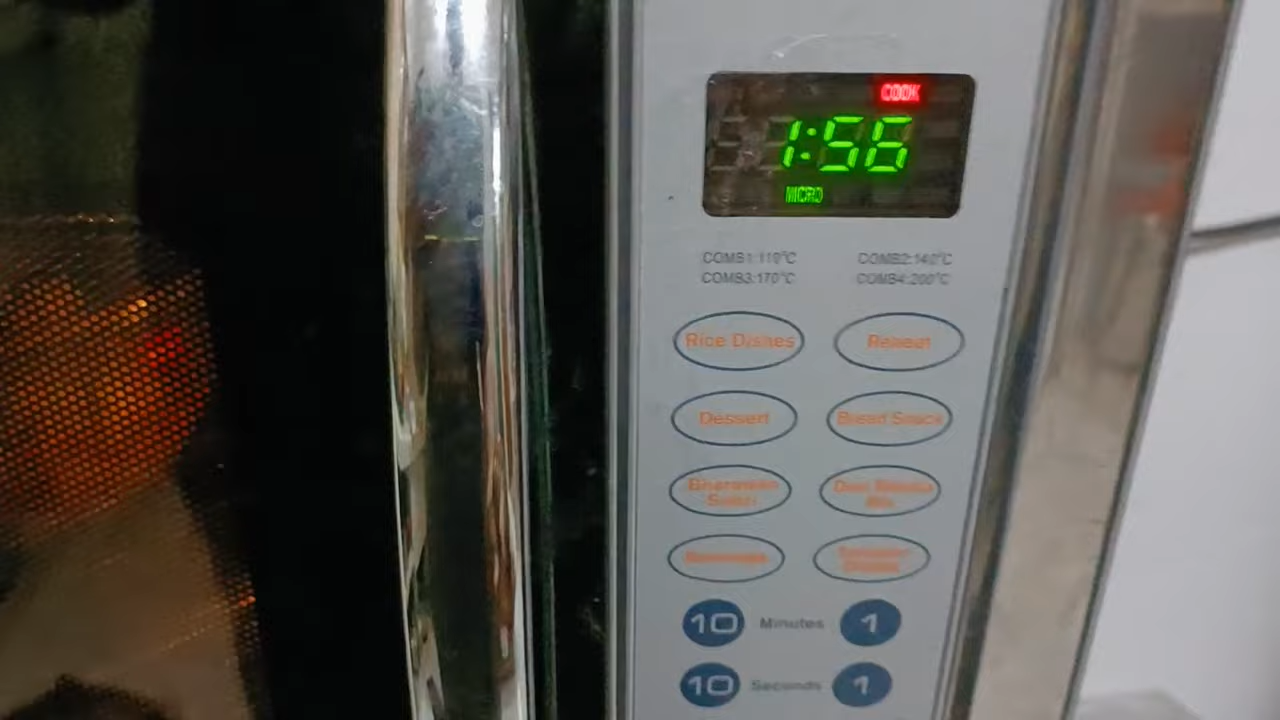 COOK
1:56
MICRO
COMB1:110°C COMB2:140°C
COMB3:170°C COMB4:200°C
Rice Dishes Reheat
Dessert Bread Snack
10 Minutes 1
10 Seconds 1